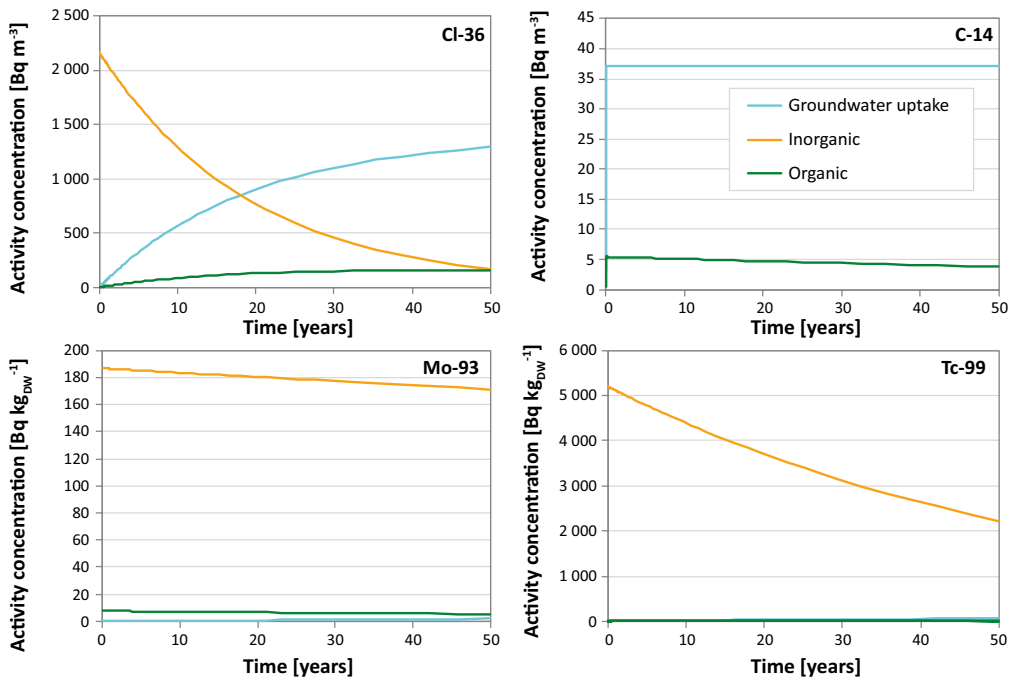 Cl-36
Activity concentration [Bq m⁻³]
2 500
2 000
1 500
1 000
500
0
0 10 20 30 40 50
Time [years]
C-14
Activity concentration [Bq m⁻³]
45
40
35
30
25
20
15
10
5
0
Groundwater uptake
Inorganic
Organic
0 10 20 30 40 50
Time [years]
Mo-93
Activity concentration [Bq kg_DW⁻¹]
200
180
160
140
120
100
80
60
40
20
0
0 10 20 30 40 50
Time [years]
Tc-99
Activity concentration [Bq kg_DW⁻¹]
6 000
5 000
4 000
3 000
2 000
1 000
0
0 10 20 30 40 50
Time [years]